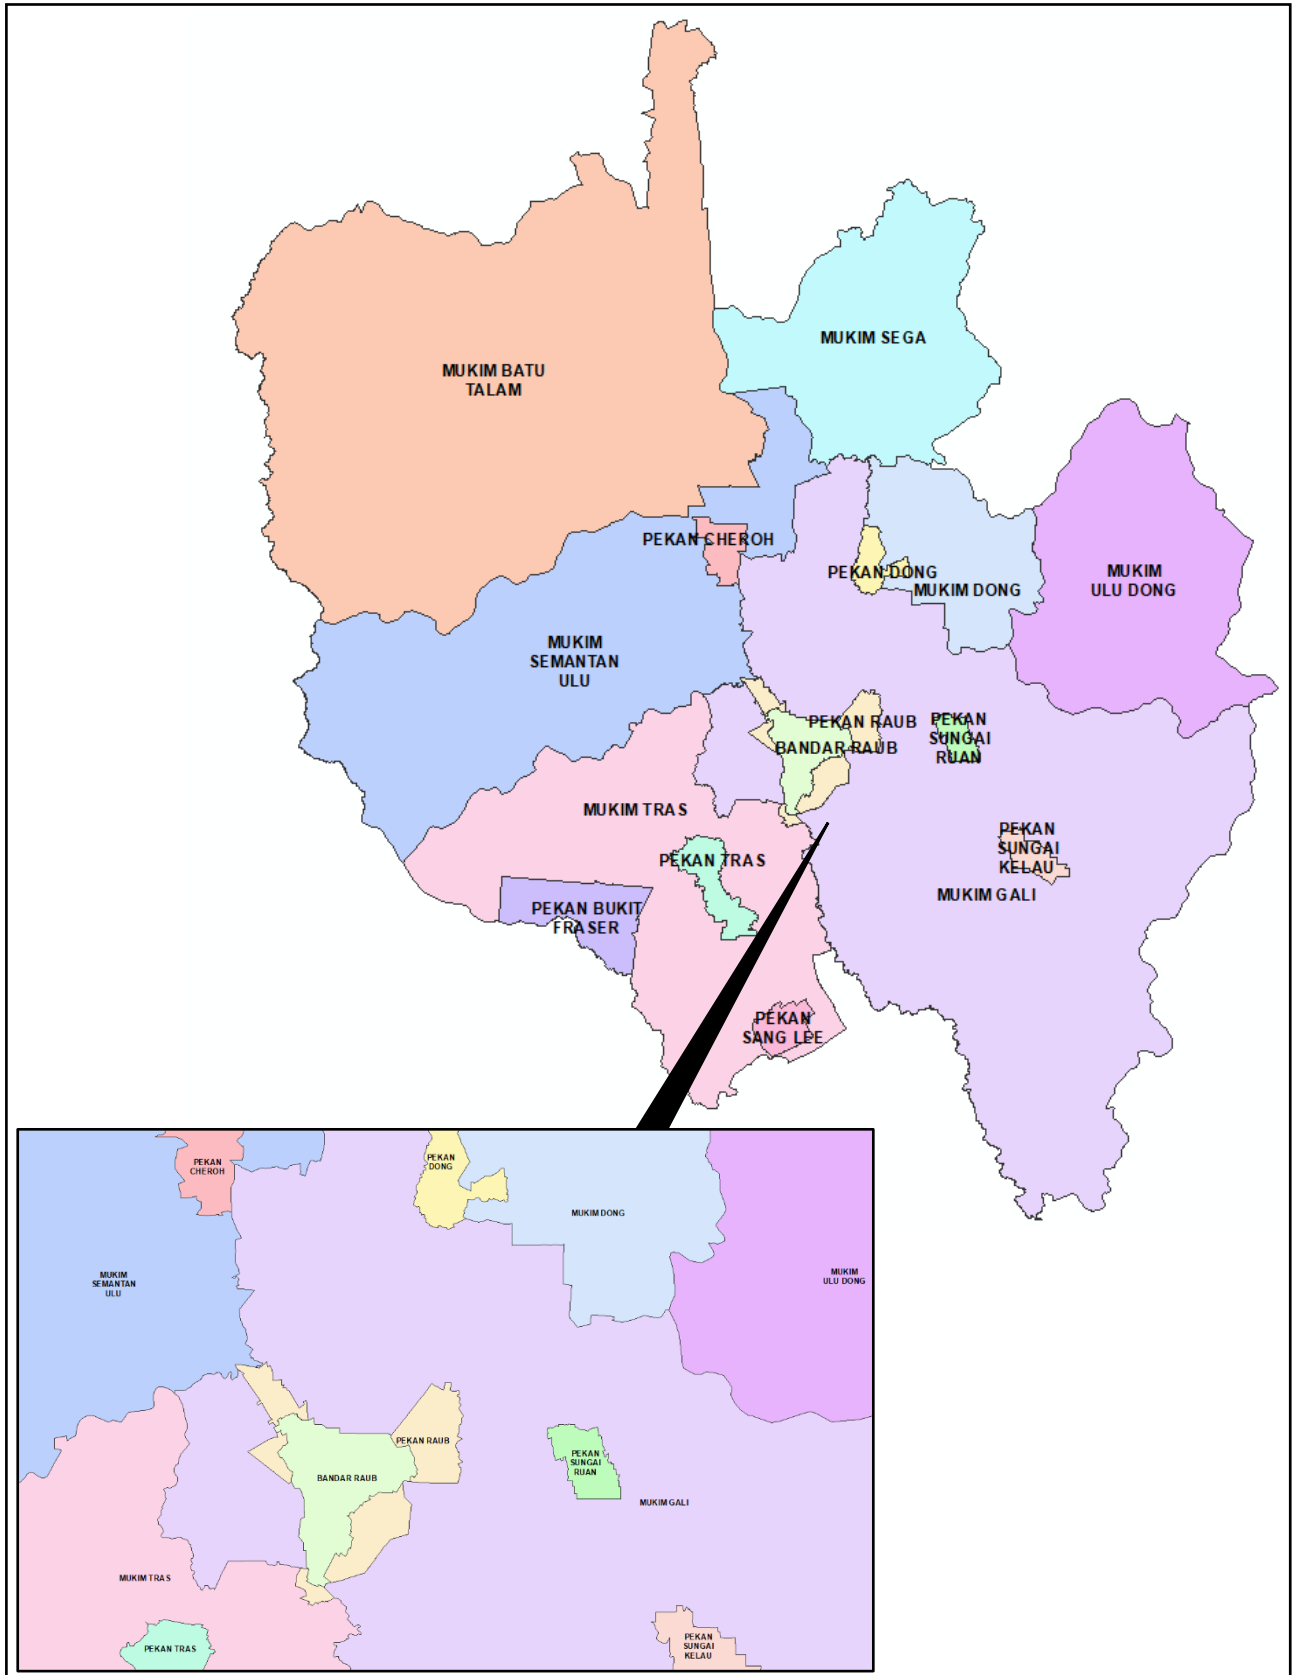 MUKIM SEGA
MUKIM BATU
TALAM
PEKAN CHEROH
PEKAN DONG
MUKIM DONG
MUKIM
ULU DONG
MUKIM
SEMANTAN
ULU
PEKAN RAUB
BANDAR RAUB
PEKAN
SUNGAI
RUAN
MUKIM TRAS
PEKAN TRAS
PEKAN
SUNGAI
KELAU
MUKIM GALI
PEKAN BUKIT
FRASER
PEKAN
SANG LEE
PEKAN
CHEROH
PEKAN
DONG
MUKIM DONG
MUKIM
SEMANTAN
ULU
MUKIM
ULU DONG
PEKAN RAUB
BANDAR RAUB
PEKAN
SUNGAI
RUAN
MUKIM GALI
MUKIM TRAS
PEKAN TRAS
PEKAN
SUNGAI
KELAU